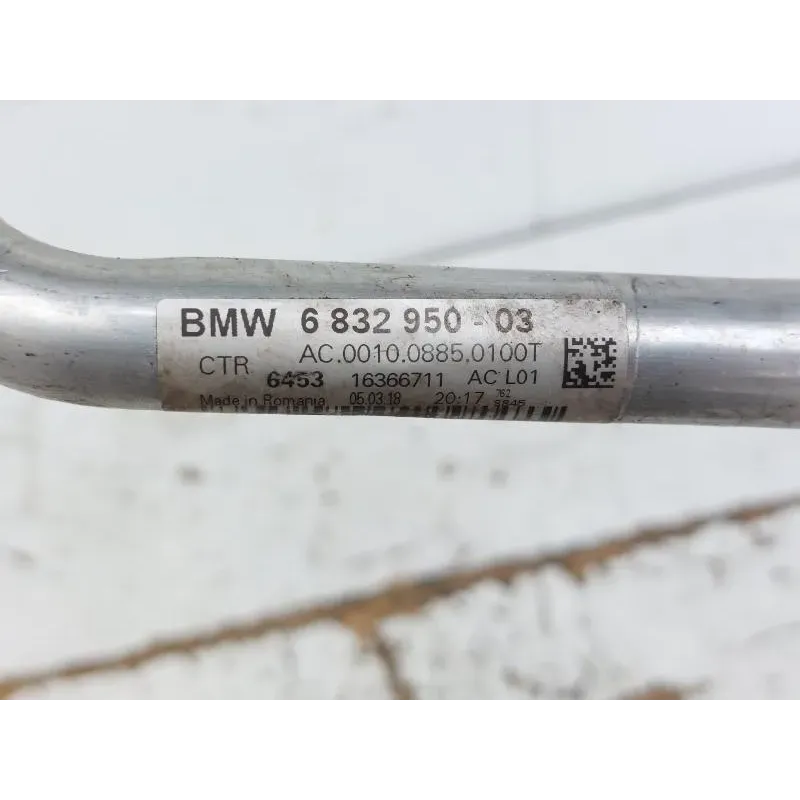 BMW 6 832 950 - 03
AC.0010.0885.0100T
CTR 6453 16366711 AC L01
Made in Romania 05.03.18 20:17 762